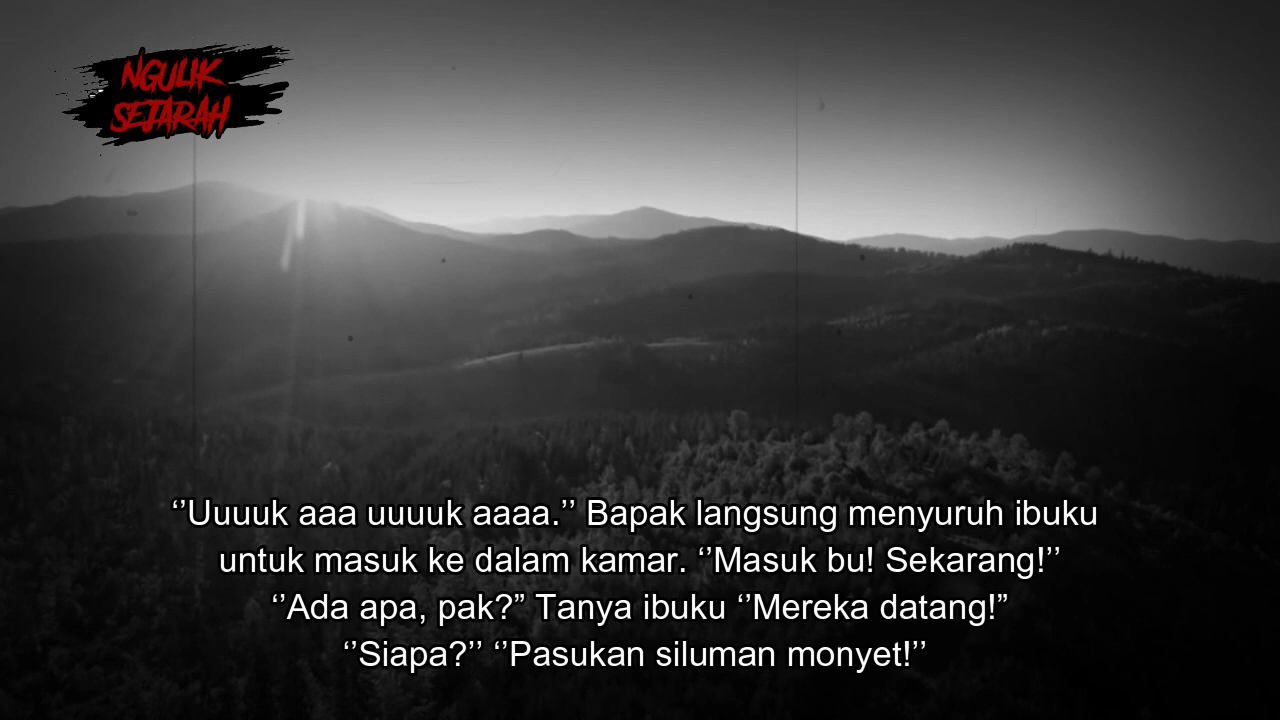 NGULIK
SEJARAH
‘’Uuuuk aaa uuuuk aaaa.’’ Bapak langsung menyuruh ibuku
untuk masuk ke dalam kamar. ‘’Masuk bu! Sekarang!’’
‘’Ada apa, pak?” Tanya ibuku ‘’Mereka datang!”
‘’Siapa?’’ ‘’Pasukan siluman monyet!’’